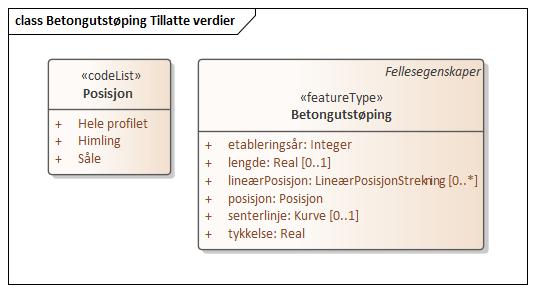 class Betongutstøping Tillatte verdier
«codeList»
Posisjon
+ Hele profilet
+ Himling
+ Såle
Fellesegenskaper
«featureType»
Betongutstøping
+ etableringsår: Integer
+ lengde: Real [0..1]
+ lineærPosisjon: LineærPosisjonStrekning [0..*]
+ posisjon: Posisjon
+ senterlinje: Kurve [0..1]
+ tykkelse: Real